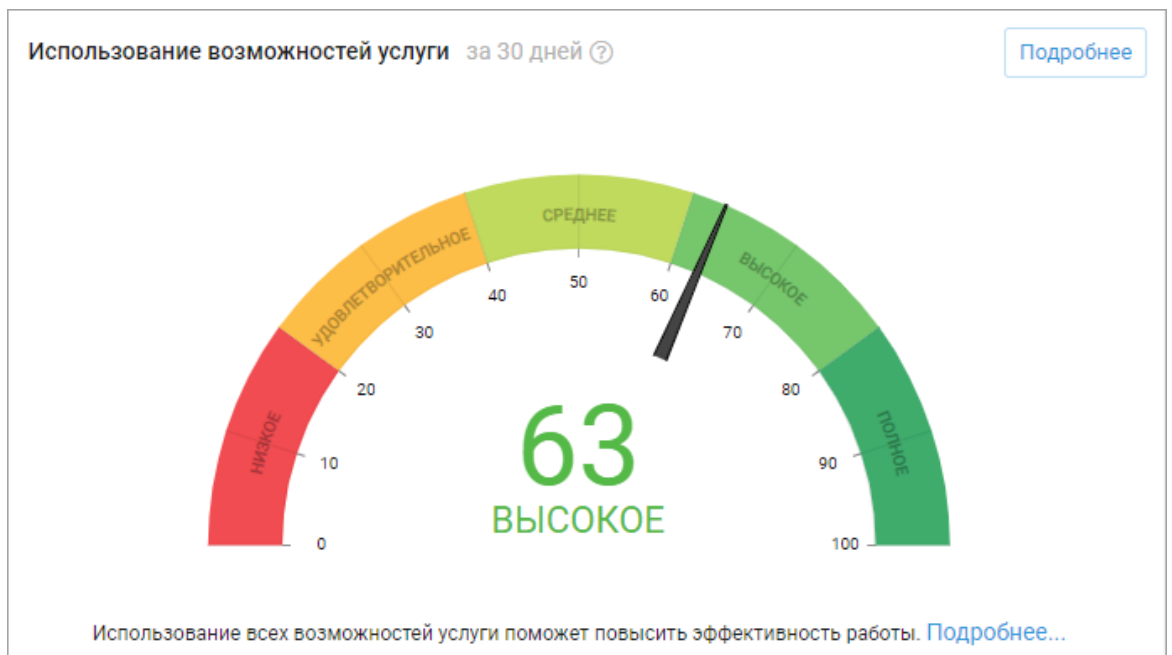 Использование возможностей услуги за 30 дней ?
Подробнее
СРЕДНЕЕ
УДОВЛЕТВОРИТЕЛЬНОЕ
ВЫСОКОЕ
50
40
60
30
70
20
80
НИЗКОЕ
ПОЛНОЕ
10
90
63
ВЫСОКОЕ
0
100
Использование всех возможностей услуги поможет повысить эффективность работы. Подробнее...